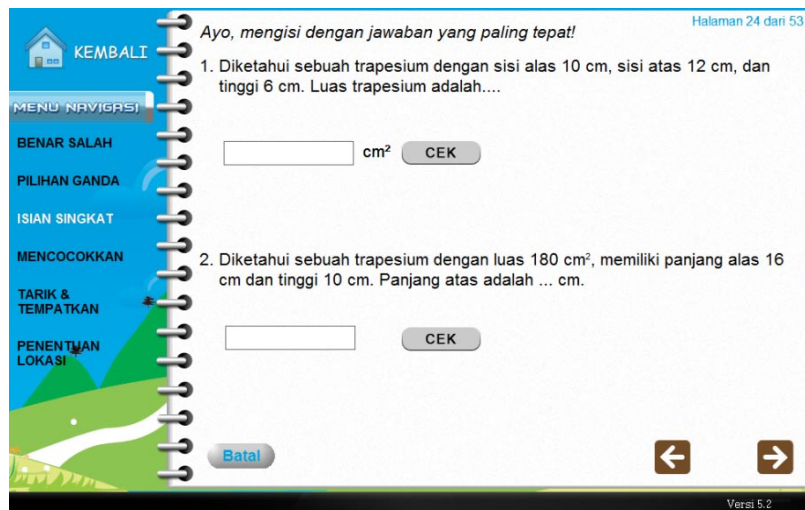 Halaman 24 dari 53
KEMBALI
MENU NAVIGASI
BENAR SALAH
PILIHAN GANDA
ISIAN SINGKAT
MENCOCOKKAN
TARIK &
TEMPATKAN
PENENTUAN
LOKASI
Ayo, mengisi dengan jawaban yang paling tepat!
1. Diketahui sebuah trapesium dengan sisi alas 10 cm, sisi atas 12 cm, dan
tinggi 6 cm. Luas trapesium adalah....
cm² CEK
2. Diketahui sebuah trapesium dengan luas 180 cm², memiliki panjang alas 16
cm dan tinggi 10 cm. Panjang atas adalah ... cm.
CEK
Batal
Versi 5.2